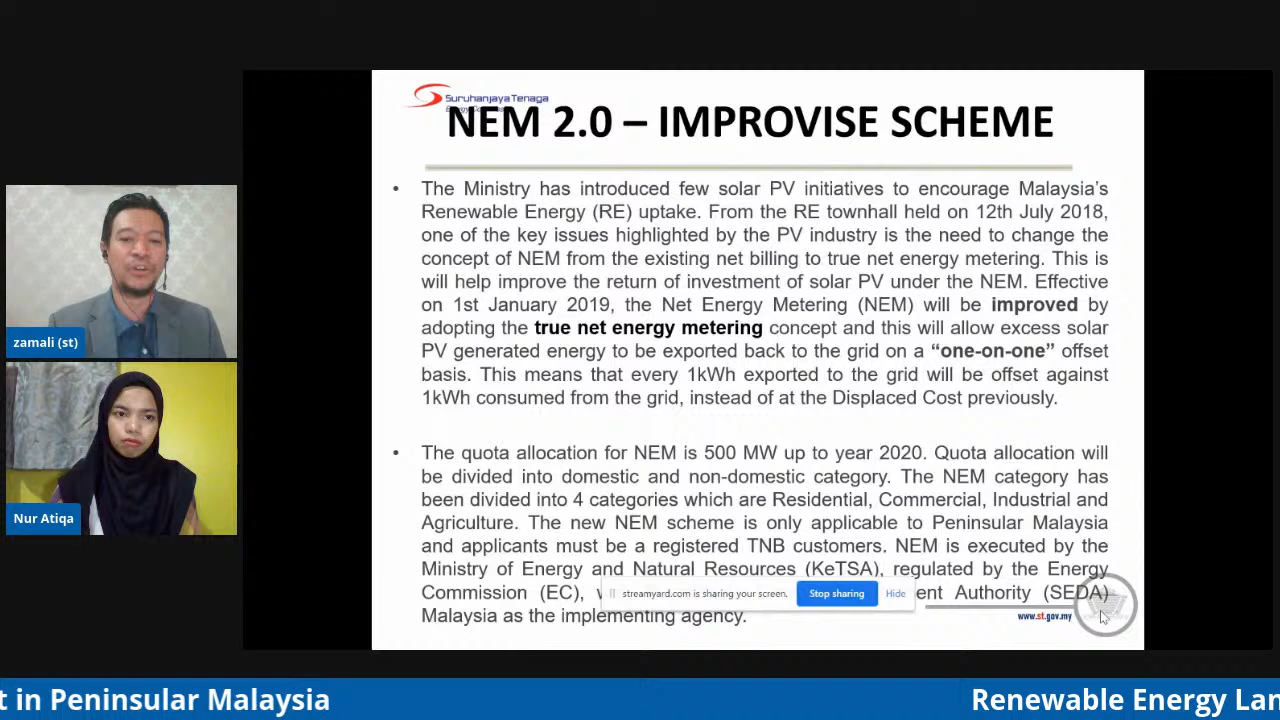 Suruhanjaya Tenaga
NEM 2.0 – IMPROVISE SCHEME
• The Ministry has introduced few solar PV initiatives to encourage Malaysia’s
Renewable Energy (RE) uptake. From the RE townhall held on 12th July 2018,
one of the key issues highlighted by the PV industry is the need to change the
concept of NEM from the existing net billing to true net energy metering. This is
will help improve the return of investment of solar PV under the NEM. Effective
on 1st January 2019, the Net Energy Metering (NEM) will be improved by
adopting the true net energy metering concept and this will allow excess solar
PV generated energy to be exported back to the grid on a “one-on-one” offset
basis. This means that every 1kWh exported to the grid will be offset against
1kWh consumed from the grid, instead of at the Displaced Cost previously.
• The quota allocation for NEM is 500 MW up to year 2020. Quota allocation will
be divided into domestic and non-domestic category. The NEM category has
been divided into 4 categories which are Residential, Commercial, Industrial and
Agriculture. The new NEM scheme is only applicable to Peninsular Malaysia
and applicants must be a registered TNB customers. NEM is executed by the
Ministry of Energy and Natural Resources (KeTSA), regulated by the Energy
Commission (EC), ent Authority (SEDA)
Malaysia as the implementing agency.
streamyard.com is sharing your screen. Stop sharing Hide
www.st.gov.my
zamali (st)
Nur Atiqa
t in Peninsular Malaysia
Renewable Energy Lan